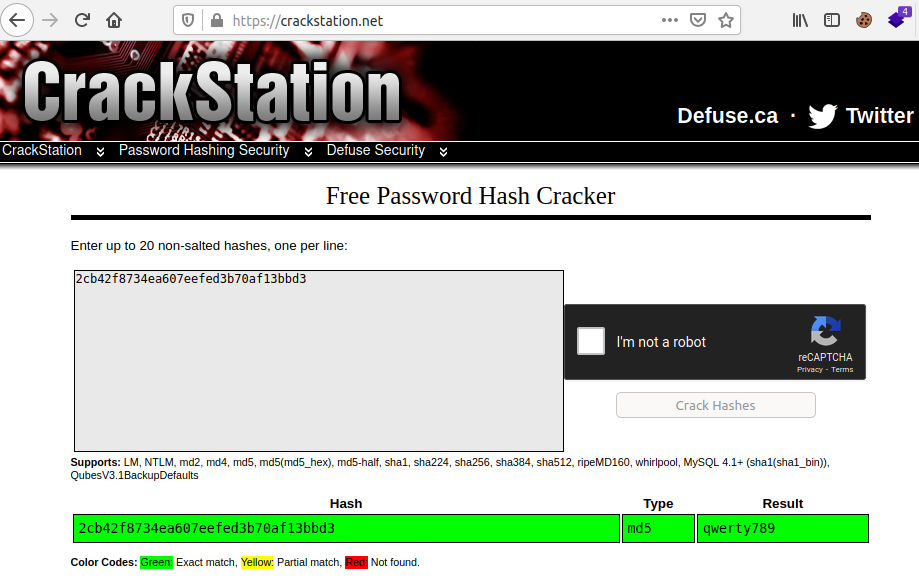 https://crackstation.net
4
CrackStation
Defuse.ca · Twitter
CrackStation Password Hashing Security Defuse Security
Free Password Hash Cracker
Enter up to 20 non-salted hashes, one per line:
2cb42f8734ea607eefed3b70af13bbd3
I'm not a robot
reCAPTCHA
Privacy - Terms
Crack Hashes
Supports: LM, NTLM, md2, md4, md5, md5(md5_hex), md5-half, sha1, sha224, sha256, sha384, sha512, ripeMD160, whirlpool, MySQL 4.1+ (sha1(sha1_bin)),
QubesV3.1BackupDefaults
Hash Type Result
2cb42f8734ea607eefed3b70af13bbd3 md5 qwerty789
Color Codes: Green: Exact match, Yellow: Partial match, Red: Not found.